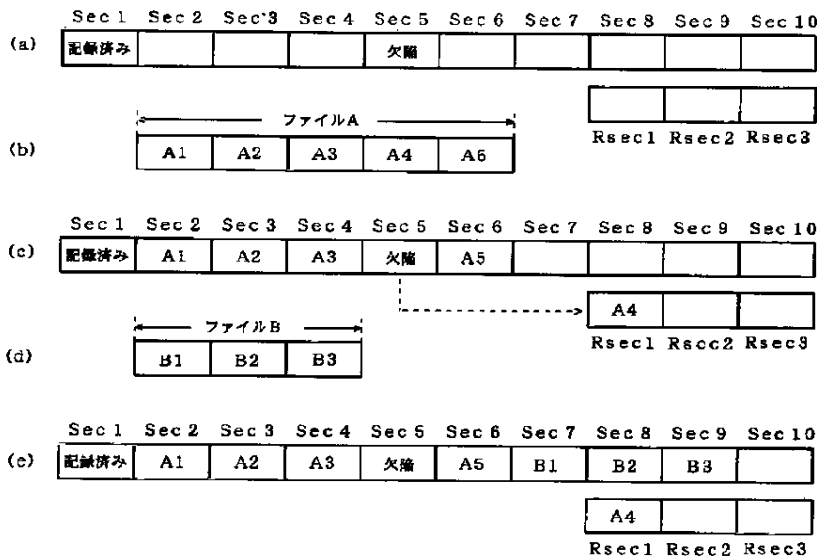 Sec 1 Sec 2 Sec 3 Sec 4 Sec 5 Sec 6 Sec 7 Sec 8 Sec 9 Sec 10
(a) 記録済み 欠陥
Rsec1 Rsec2 Rsec3
ファイルA
(b) A1 A2 A3 A4 A5
Sec 1 Sec 2 Sec 3 Sec 4 Sec 5 Sec 6 Sec 7 Sec 8 Sec 9 Sec 10
(c) 記録済み A1 A2 A3 欠陥 A5
A4
Rsec1 Rsec2 Rsec3
ファイルB
(d) B1 B2 B3
Sec 1 Sec 2 Sec 3 Sec 4 Sec 5 Sec 6 Sec 7 Sec 8 Sec 9 Sec 10
(e) 記録済み A1 A2 A3 欠陥 A5 B1 B2 B3
A4
Rsec1 Rsec2 Rsec3